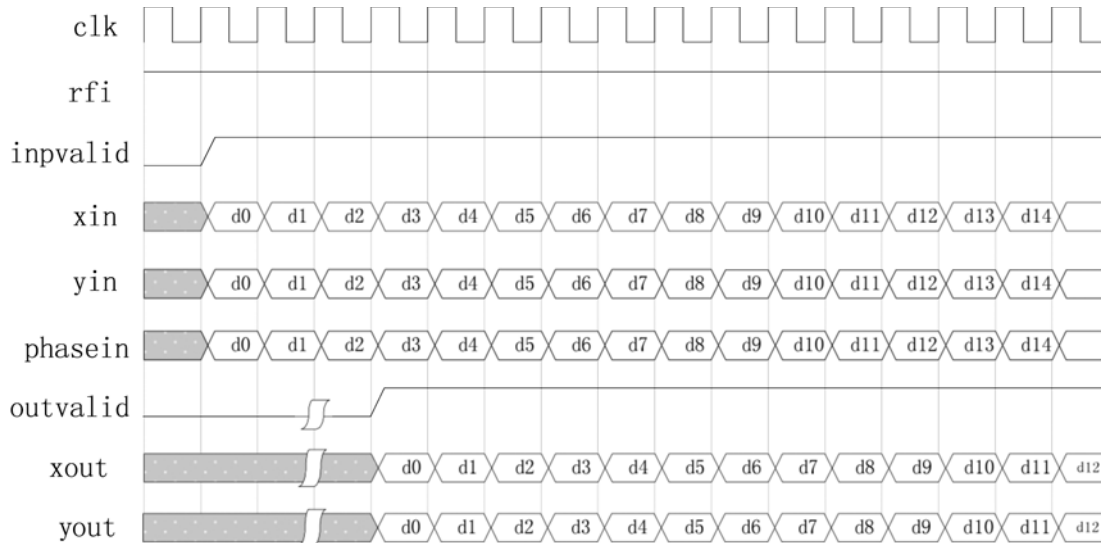 clk
rfi
inpvalid
xin d0 d1 d2 d3 d4 d5 d6 d7 d8 d9 d10 d11 d12 d13 d14
yin d0 d1 d2 d3 d4 d5 d6 d7 d8 d9 d10 d11 d12 d13 d14
phasein d0 d1 d2 d3 d4 d5 d6 d7 d8 d9 d10 d11 d12 d13 d14
outvalid
xout d0 d1 d2 d3 d4 d5 d6 d7 d8 d9 d10 d11 d12
yout d0 d1 d2 d3 d4 d5 d6 d7 d8 d9 d10 d11 d12